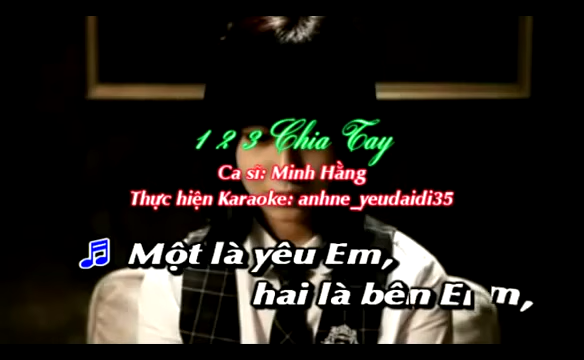 1 2 3 Chia Tay
Ca sĩ: Minh Hằng
Thực hiện Karaoke: anhne_yeudaidi35
Một là yêu Em,
hai là bên Em,